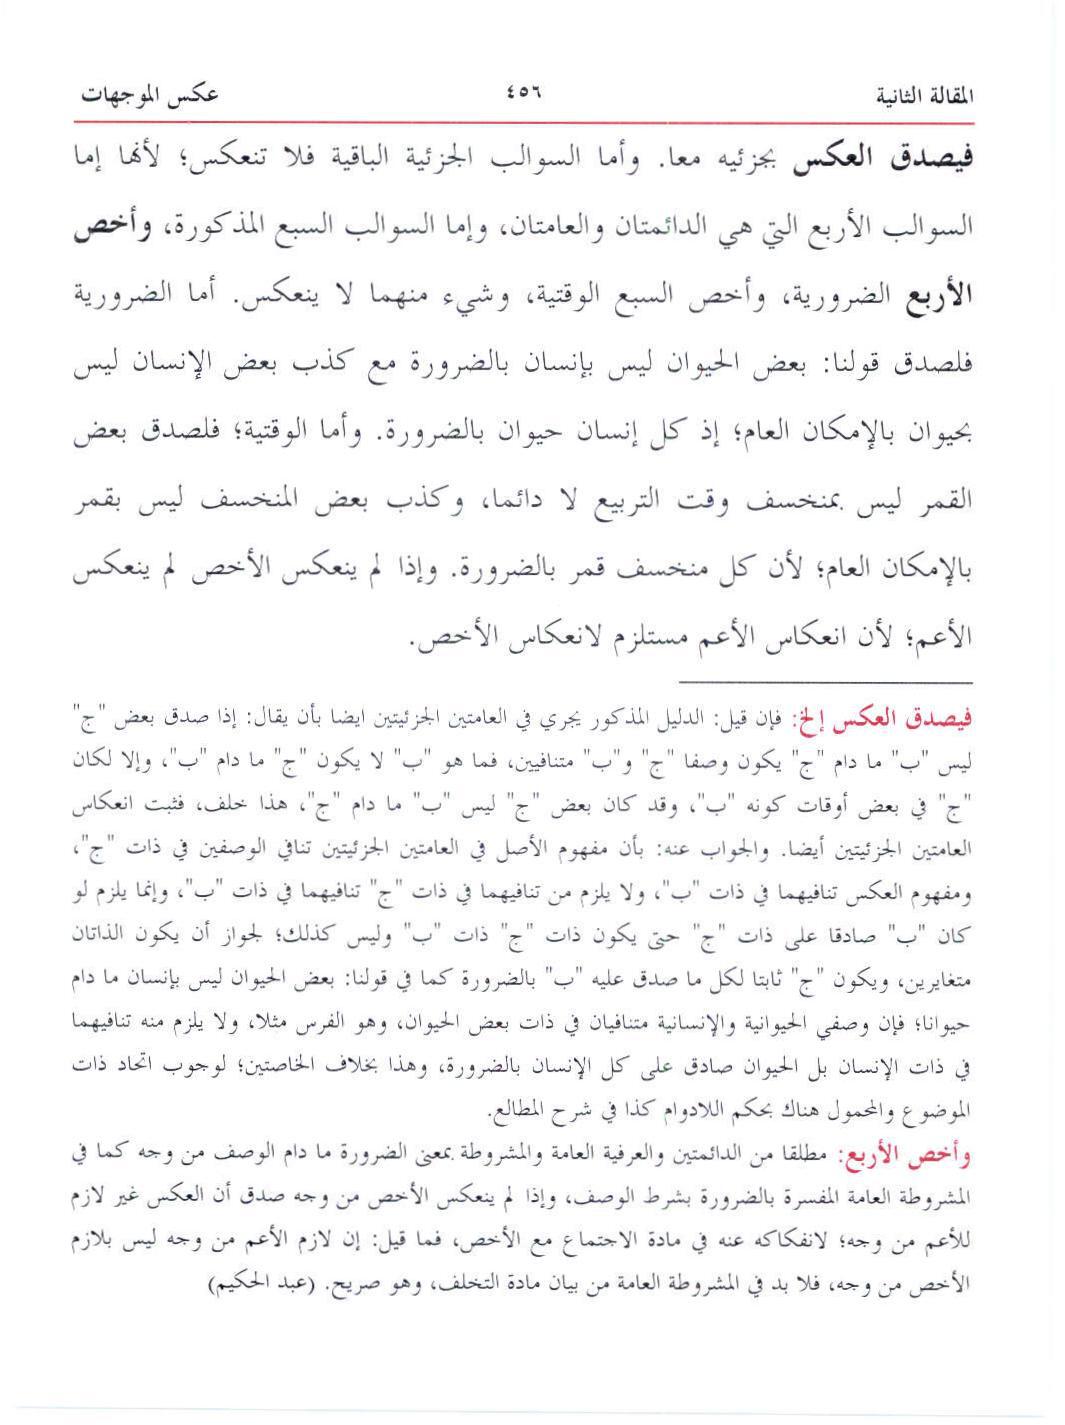 المقالة الثانية ٤٥٦ عكس الموجهات
فيصدق العكس بجزئيه معا. وأما السوالب الجزئية الباقية فلا تنعكس؛ لأنها إما
السوالب الأربع التي هي الدائمتان والعامتان، وإما السوالب السبع المذكورة، وأخص
الأربع الضرورية، وأخص السبع الوقتية، وشيء منهما لا ينعكس. أما الضرورية
فلصدق قولنا: بعض الحيوان ليس بإنسان بالضرورة مع كذب بعض الإنسان ليس
بحيوان بالإمكان العام؛ إذ كل إنسان حيوان بالضرورة. وأما الوقتية؛ فلصدق بعض
القمر ليس بمنخسف وقت التربيع لا دائما، وكذب بعض المنخسف ليس بقمر
بالإمكان العام؛ لأن كل منخسف قمر بالضرورة. وإذا لم ينعكس الأخص لم ينعكس
الأعم؛ لأن انعكاس الأعم مستلزم لانعكاس الأخص.
فيصدق العكس إلخ: فإن قيل: الدليل المذكور يجري في العامتين الجزئيتين ايضا بأن يقال: إذا صدق بعض "ج"
ليس "ب" ما دام "ج" يكون وصفا "ج" و"ب" متنافيين، فما هو "ب" لا يكون "ج" ما دام "ب"، وإلا لكان
"ج" في بعض أوقات كونه "ب"، وقد كان بعض "ج" ليس "ب" ما دام "ج"، هذا خلف، فثبت انعكاس
العامتين الجزئيتين أيضا. والجواب عنه: بأن مفهوم الأصل في العامتين الجزئيتين تنافي الوصفين في ذات "ج"،
ومفهوم العكس تنافيهما في ذات "ب"، ولا يلزم من تنافيهما في ذات "ج" تنافيهما في ذات "ب"، وإنما يلزم لو
كان "ب" صادقا على ذات "ج" حتى يكون ذات "ج" ذات "ب" وليس كذلك؛ لجواز أن يكون الذاتان
متغايرين، ويكون "ج" ثابتا لكل ما صدق عليه "ب" بالضرورة كما في قولنا: بعض الحيوان ليس بإنسان ما دام
حيوانا؛ فإن وصفي الحيوانية والإنسانية متنافيان في ذات بعض الحيوان، وهو الفرس مثلا، ولا يلزم منه تنافيهما
في ذات الإنسان بل الحيوان صادق على كل الإنسان بالضرورة، وهذا بخلاف الخاصتين؛ لوجوب اتحاد ذات
الموضوع والمحمول هناك بحكم اللادوام كذا في شرح المطالع.
وأخص الأربع: مطلقا من الدائمتين والعرفية العامة والمشروطة بمعنى الضرورة ما دام الوصف من وجه كما في
المشروطة العامة المفسرة بالضرورة بشرط الوصف، وإذا لم ينعكس الأخص من وجه صدق أن العكس غير لازم
للأعم من وجه؛ لانفكاكه عنه في مادة الاجتماع مع الأخص، فما قيل: إن لازم الأعم من وجه ليس بلازم
الأخص من وجه، فلا بد في المشروطة العامة من بيان مادة التخلف، وهو صريح. (عبد الحكيم)